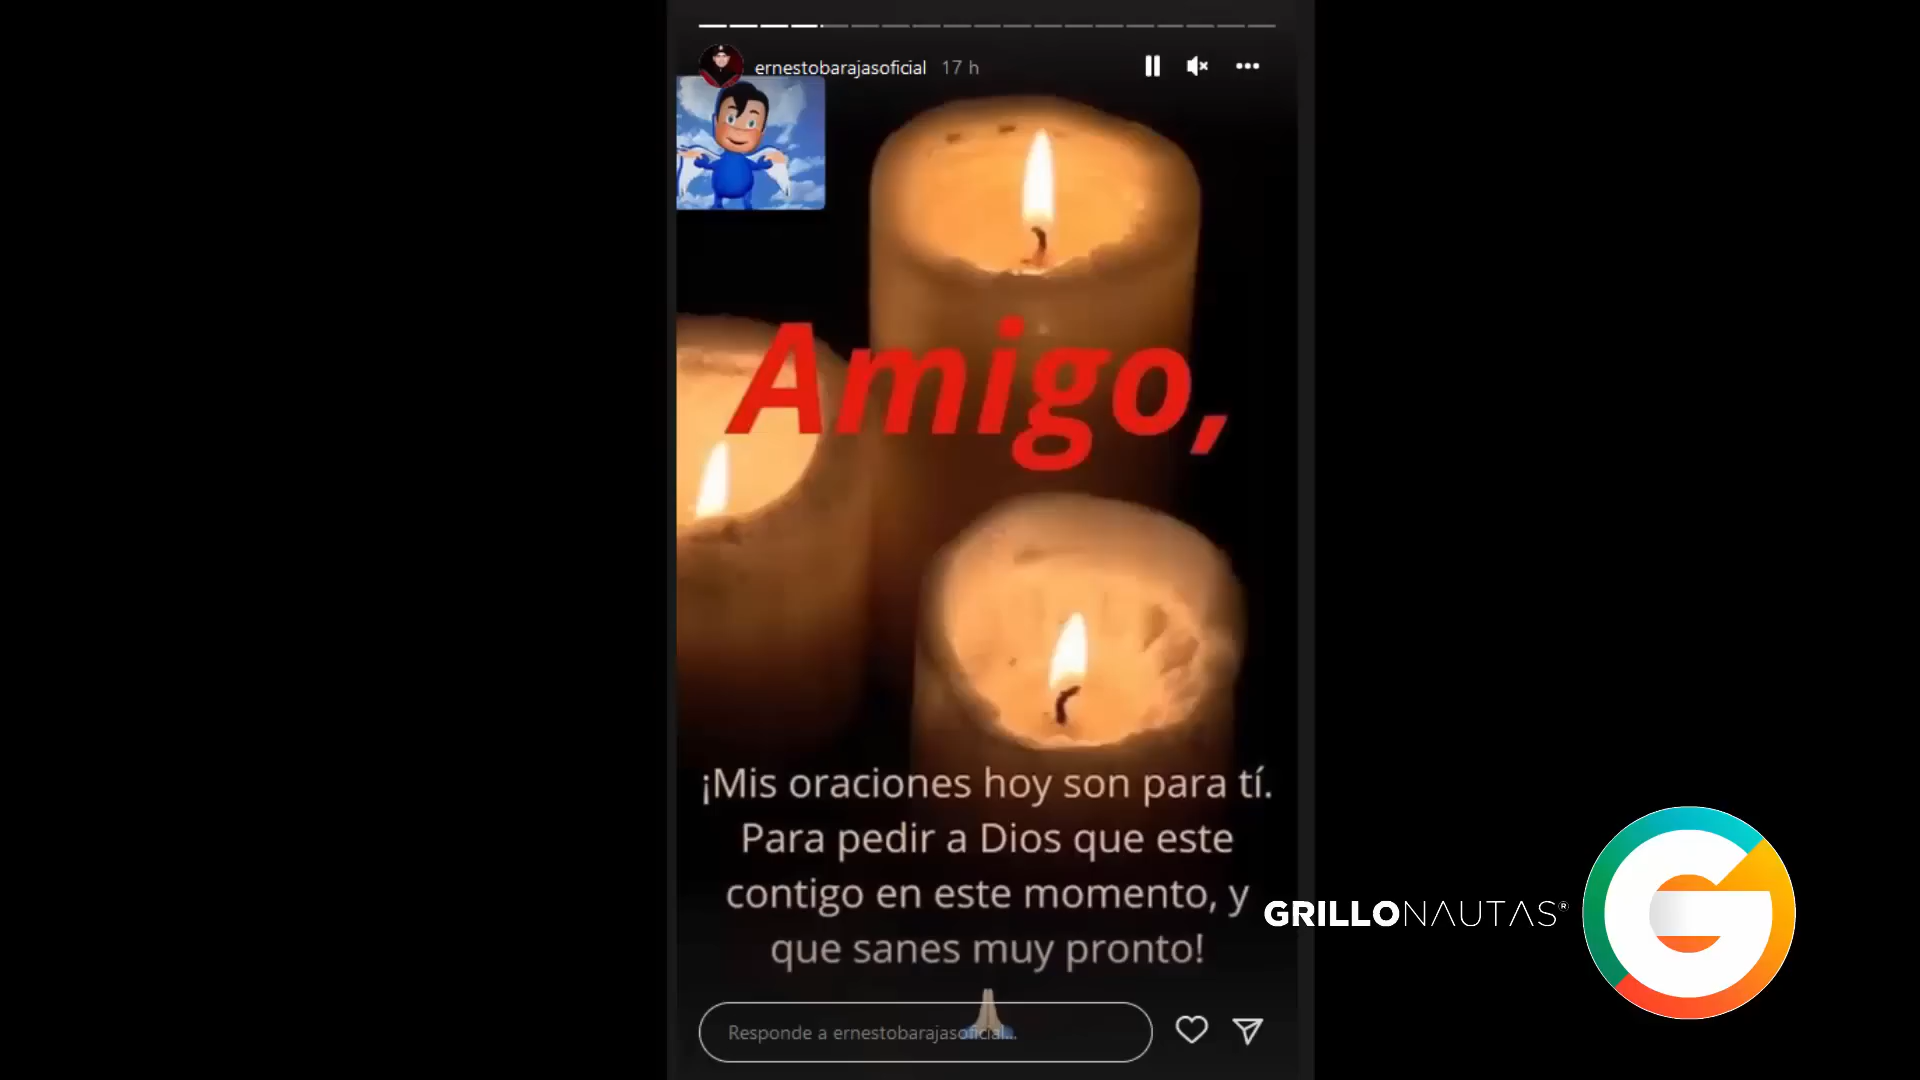 ernestobarajasoficial 17 h
Amigo,
¡Mis oraciones hoy son para tí.
Para pedir a Dios que este
contigo en este momento, y
que sanes muy pronto!
GRILLONAUTAS®
Responde a ernestobarajasoficial...